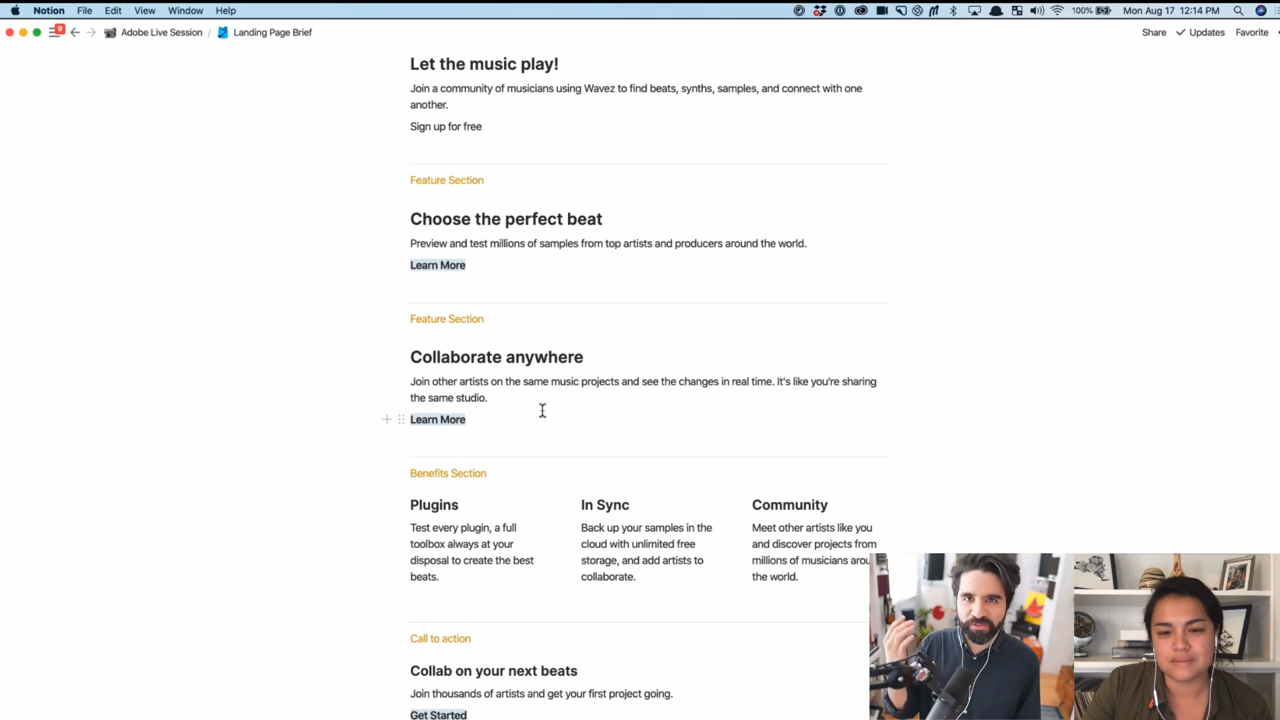 Notion File Edit View Window Help 100% Mon Aug 17 12:14 PM
9 Adobe Live Session / Landing Page Brief Share Updates Favorite
Let the music play!
Join a community of musicians using Wavez to find beats, synths, samples, and connect with one
another.
Sign up for free
Feature Section
Choose the perfect beat
Preview and test millions of samples from top artists and producers around the world.
Learn More
Feature Section
Collaborate anywhere
Join other artists on the same music projects and see the changes in real time. It's like you're sharing
the same studio.
Learn More
Benefits Section
Plugins
Test every plugin, a full
toolbox always at your
disposal to create the best
beats.
In Sync
Back up your samples in the
cloud with unlimited free
storage, and add artists to
collaborate.
Community
Meet other artists like you
and discover projects from
millions of musicians
the world.
Call to action
Collab on your next beats
Join thousands of artists and get your first project going.
Get Started